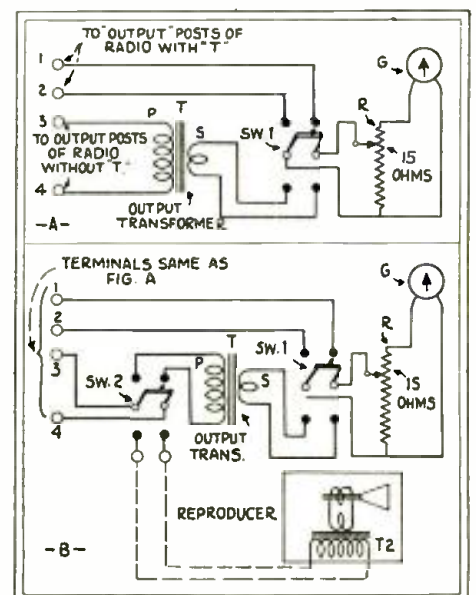 TO "OUTPUT" POSTS OF
RADIO WITH "T"
1
2
3
TO OUTPUT POSTS
OF RADIO
WITHOUT "T".
4
P
T
S
OUTPUT
TRANSFORMER
SW.1
G
R
15
OHMS
-A-
TERMINALS SAME AS
FIG. A
1
2
3
4
SW.2
P
T
S
OUTPUT
TRANS.
SW.1
G
R
15
OHMS
REPRODUCER
T2
-B-